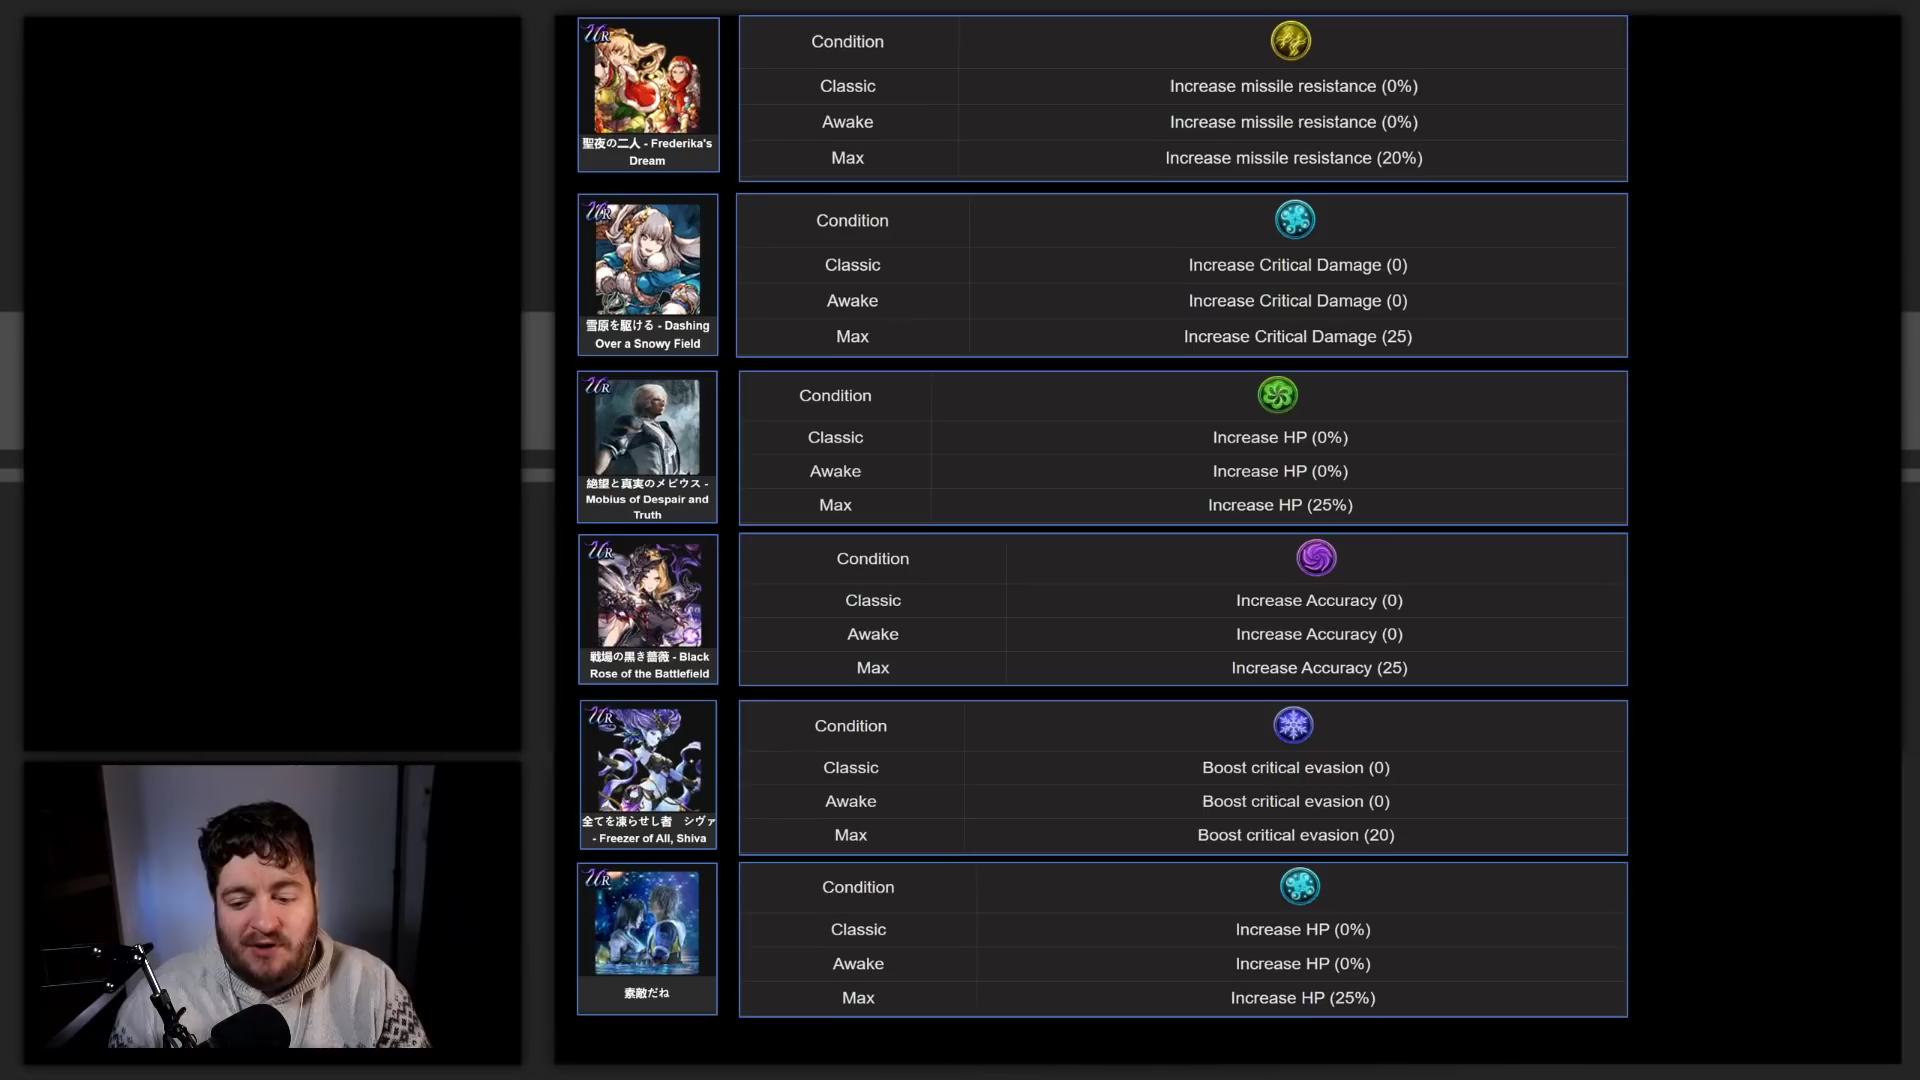 UR
聖夜の二人 - Frederika's
Dream
Condition
Classic Increase missile resistance (0%)
Awake Increase missile resistance (0%)
Max Increase missile resistance (20%)
UR
雪原を駆ける - Dashing
Over a Snowy Field
Condition
Classic Increase Critical Damage (0)
Awake Increase Critical Damage (0)
Max Increase Critical Damage (25)
UR
絶望と真実のメビウス -
Mobius of Despair and
Truth
Condition
Classic Increase HP (0%)
Awake Increase HP (0%)
Max Increase HP (25%)
UR
戦場の黒き薔薇 - Black
Rose of the Battlefield
Condition
Classic Increase Accuracy (0)
Awake Increase Accuracy (0)
Max Increase Accuracy (25)
UR
全てを凍らせし者　シヴァ
- Freezer of All, Shiva
Condition
Classic Boost critical evasion (0)
Awake Boost critical evasion (0)
Max Boost critical evasion (20)
UR
素敵だね
Condition
Classic Increase HP (0%)
Awake Increase HP (0%)
Max Increase HP (25%)